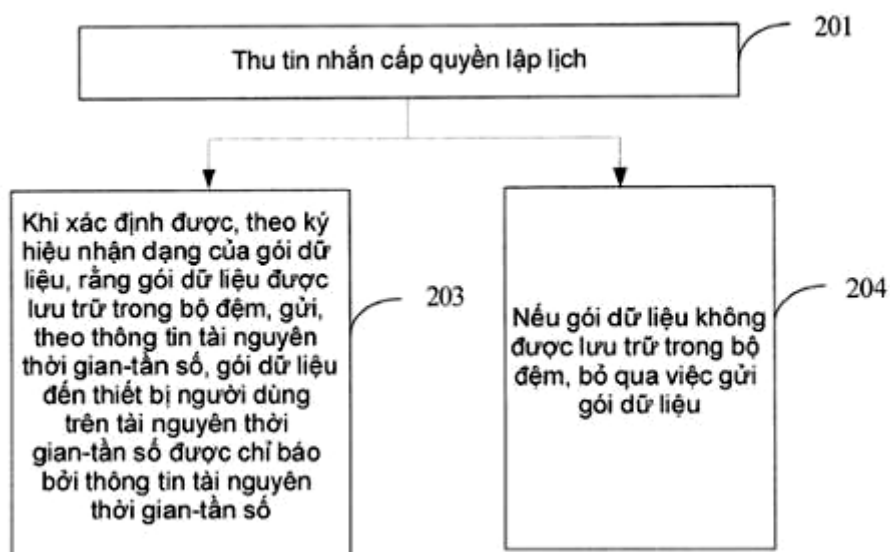 201
Thu tin nhắn cấp quyền lập lịch
Khi xác định được, theo ký
hiệu nhận dạng của gói dữ
liệu, rằng gói dữ liệu được
lưu trữ trong bộ đệm, gửi,
theo thông tin tài nguyên
thời gian-tần số, gói dữ liệu
đến thiết bị người dùng
trên tài nguyên thời
gian-tần số được chỉ báo
bởi thông tin tài nguyên
thời gian-tần số
203
Nếu gói dữ liệu không
được lưu trữ trong bộ
đệm, bỏ qua việc gửi
gói dữ liệu
204